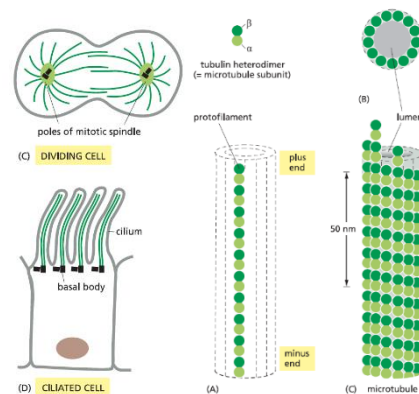 β
α
tubulin heterodimer
(= microtubule subunit)
poles of mitotic spindle
(C) DIVIDING CELL
(B)
protofilament
plus
end
cilium
50 nm
basal body
minus
end
(D) CILIATED CELL
(A)
(C) microtubule